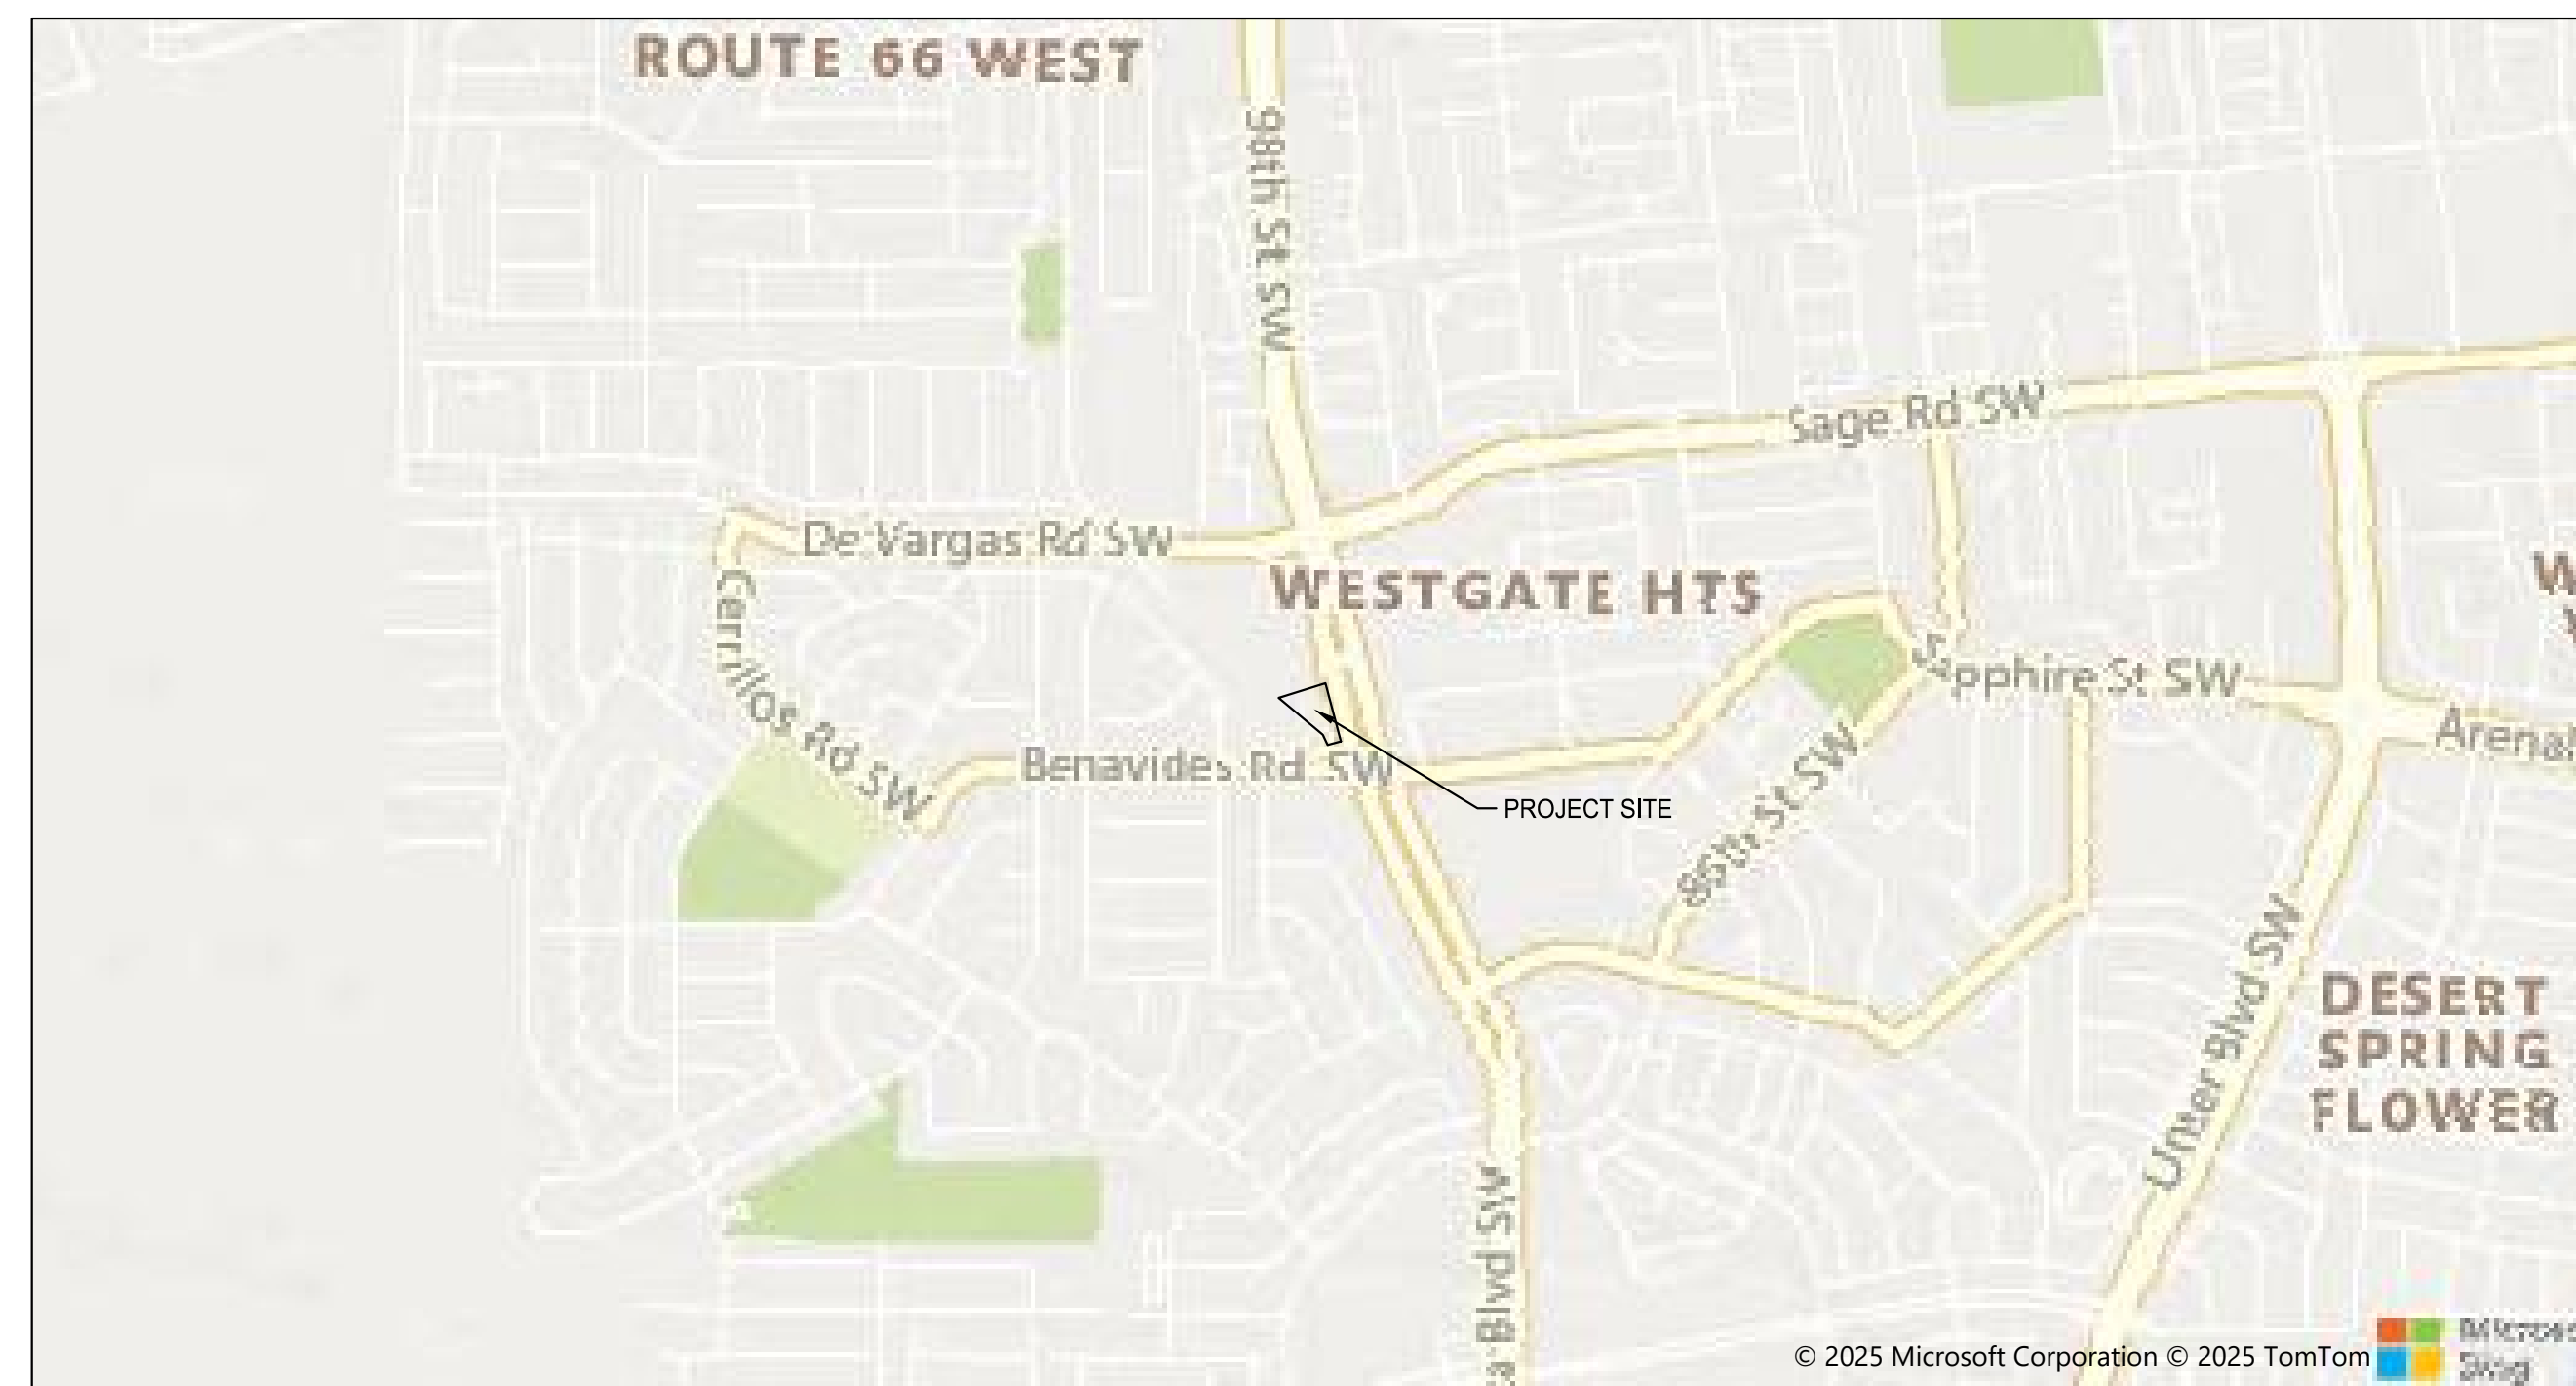 ROUTE 66 WEST
98th St SW
Sage Rd SW
De Vargas Rd SW
WESTGATE HTS
Cerrillos Rd SW
Sapphire St SW
Arenal
Benavides Rd SW
85th St SW
PROJECT SITE
Unser Blvd SW
DESERT
SPRING
FLOWER
Blvd SW
© 2025 Microsoft Corporation © 2025 TomTom
Bing